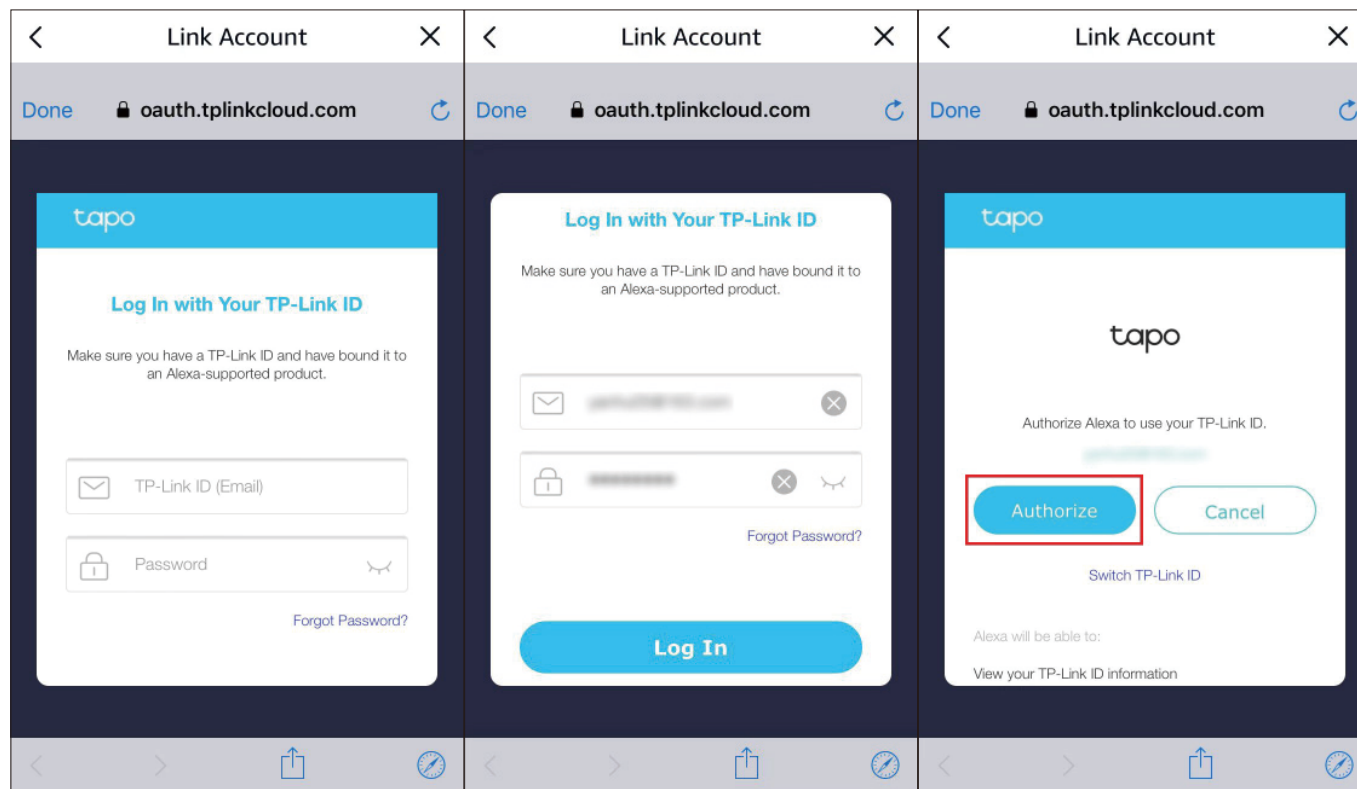 Link Account
Done
oauth.tplinkcloud.com
tapo
Log In with Your TP-Link ID
Make sure you have a TP-Link ID and have bound it to
an Alexa-supported product.
TP-Link ID (Email)
Password
Forgot Password?
Link Account
Done
oauth.tplinkcloud.com
Log In with Your TP-Link ID
Make sure you have a TP-Link ID and have bound it to
an Alexa-supported product.
Forgot Password?
Log In
Link Account
Done
oauth.tplinkcloud.com
tapo
tapo
Authorize Alexa to use your TP-Link ID.
Authorize
Cancel
Switch TP-Link ID
Alexa will be able to:
View your TP-Link ID information